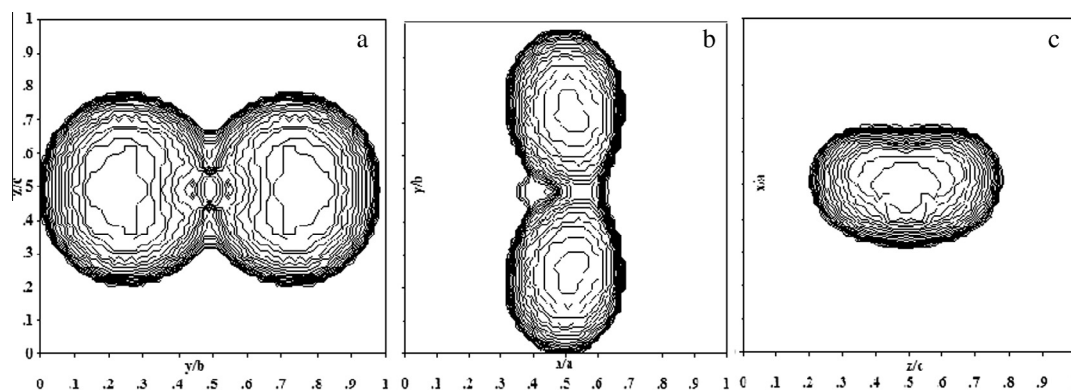 a
b
c
1
.9
.8
.7
.6
.5
.4
.3
.2
.1
0
z/c
y/b
x/a
y/b
x/a
z/c
0 .1 .2 .3 .4 .5 .6 .7 .8 .9 1
0 .1 .2 .3 .4 .5 .6 .7 .8 .9 1
0 .1 .2 .3 .4 .5 .6 .7 .8 .9